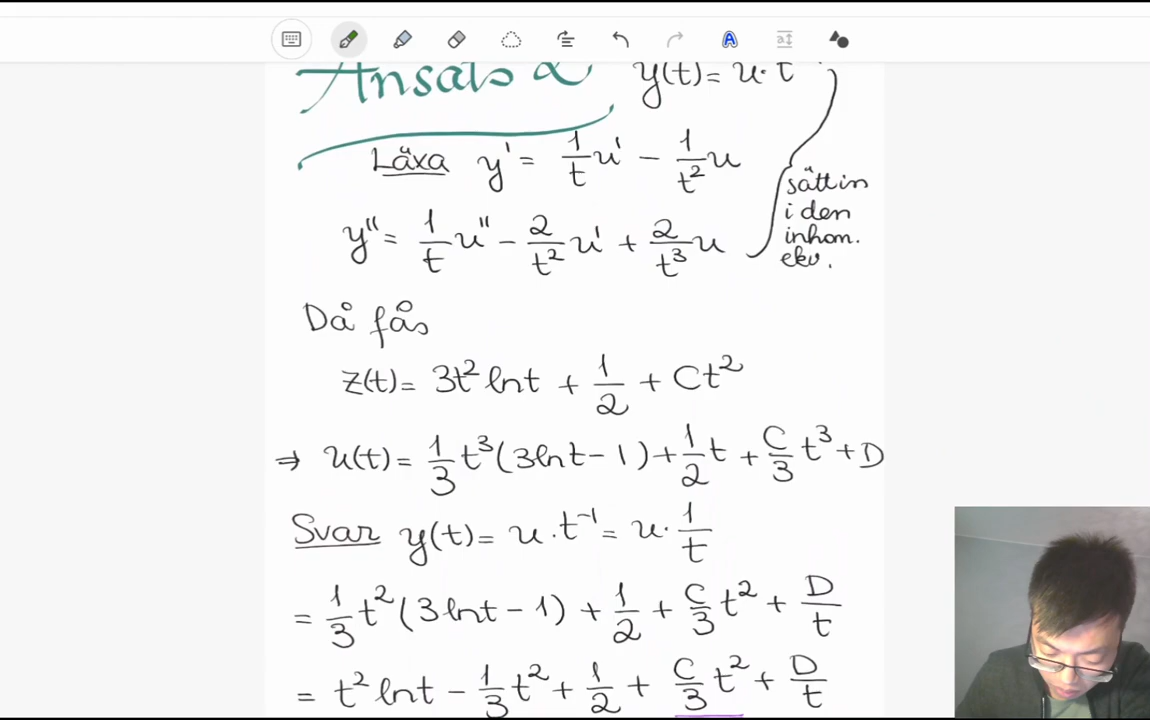 Ansats 2 y(t) = u · t
Läxa y' = 1/t u' - 1/t² u
sätt in
i den
inhom.
ekv.
y'' = 1/t u'' - 2/t² u' + 2/t³ u
Då fås
z(t) = 3t² ln t + 1/2 + Ct²
⇒ u(t) = 1/3 t³(3 ln t - 1) + 1/2 t + C/3 t³ + D
Svar y(t) = u · t⁻¹ = u · 1/t
= 1/3 t²(3 ln t - 1) + 1/2 + C/3 t² + D/t
= t² ln t - 1/3 t² + 1/2 + C/3 t² + D/t